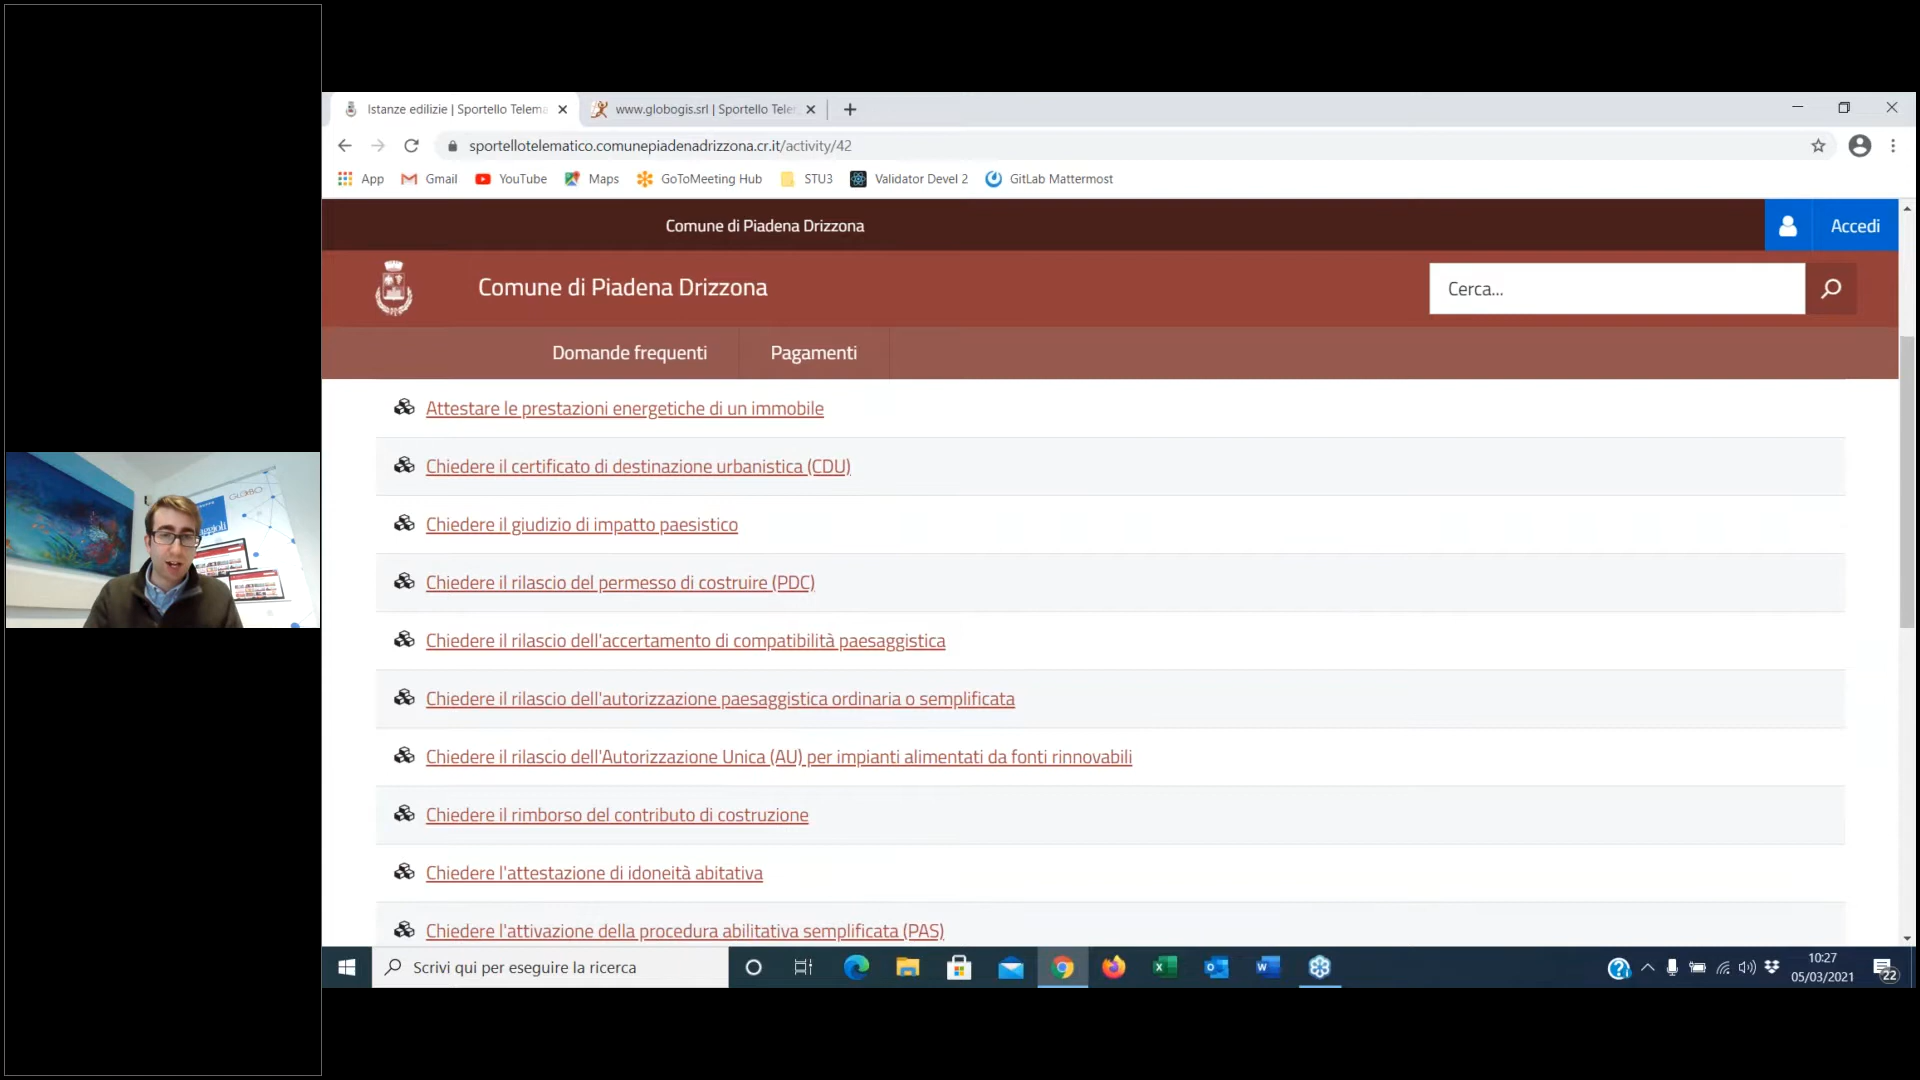 Istanze edilizie | Sportello Telema
www.globogis.srl | Sportello Teler
sportellotelematico.comunepiadenadrizzona.cr.it/activity/42
App
Gmail
YouTube
Maps
GoToMeeting Hub
STU3
Validator Devel 2
GitLab Mattermost
Comune di Piadena Drizzona
Accedi
Comune di Piadena Drizzona
Cerca...
Domande frequenti
Pagamenti
Attestare le prestazioni energetiche di un immobile
Chiedere il certificato di destinazione urbanistica (CDU)
Chiedere il giudizio di impatto paesistico
Chiedere il rilascio del permesso di costruire (PDC)
Chiedere il rilascio dell'accertamento di compatibilità paesaggistica
Chiedere il rilascio dell'autorizzazione paesaggistica ordinaria o semplificata
Chiedere il rilascio dell'Autorizzazione Unica (AU) per impianti alimentati da fonti rinnovabili
Chiedere il rimborso del contributo di costruzione
Chiedere l'attestazione di idoneità abitativa
Chiedere l'attivazione della procedura abilitativa semplificata (PAS)
Scrivi qui per eseguire la ricerca
10:27
05/03/2021
22
GLOBO